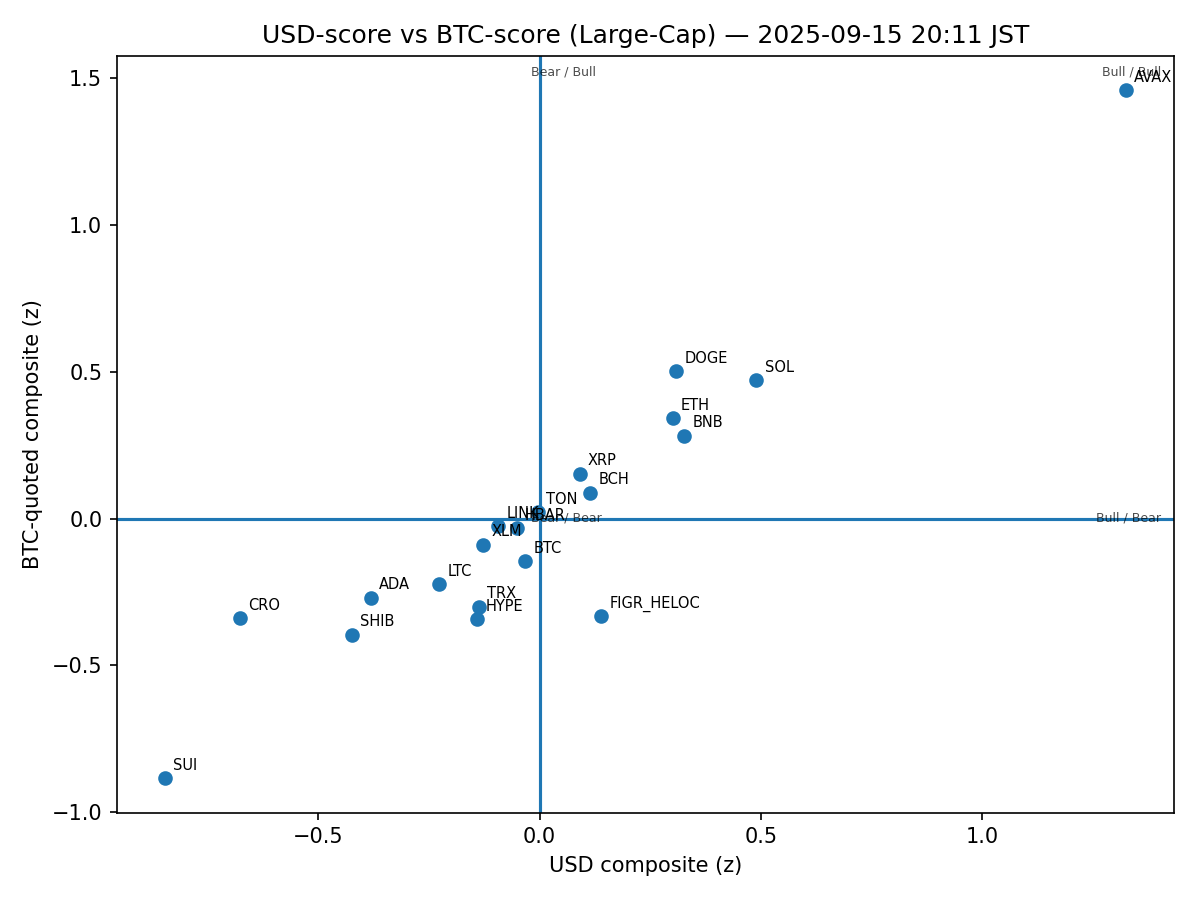 USD-score vs BTC-score (Large-Cap) — 2025-09-15 20:11 JST
Bear / Bull
Bull / Bull
AVAX
1.5
1.0
0.5
0.0
−0.5
−1.0
BTC-quoted composite (z)
DOGE
SOL
ETH
BNB
XRP
BCH
TON
LINK
HBAR
Bear / Bear
Bull / Bear
XLM
BTC
LTC
ADA
TRX
HYPE
FIGR_HELOC
CRO
SHIB
SUI
−0.5
0.0
0.5
1.0
USD composite (z)